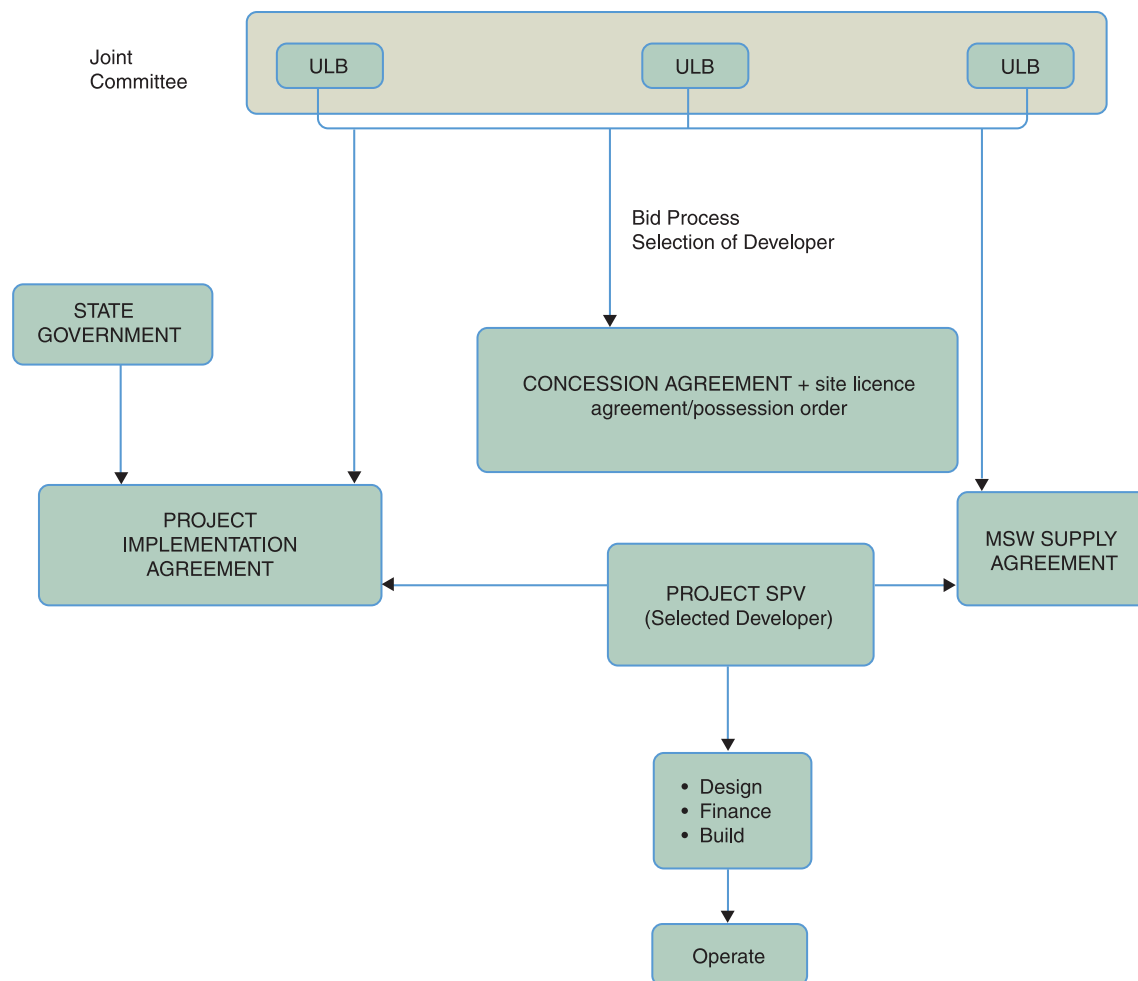 Joint
Committee
ULB
ULB
ULB
Bid Process
Selection of Developer
STATE
GOVERNMENT
CONCESSION AGREEMENT + site licence
agreement/possession order
PROJECT
IMPLEMENTATION
AGREEMENT
MSW SUPPLY
AGREEMENT
PROJECT SPV
(Selected Developer)
• Design
• Finance
• Build
Operate